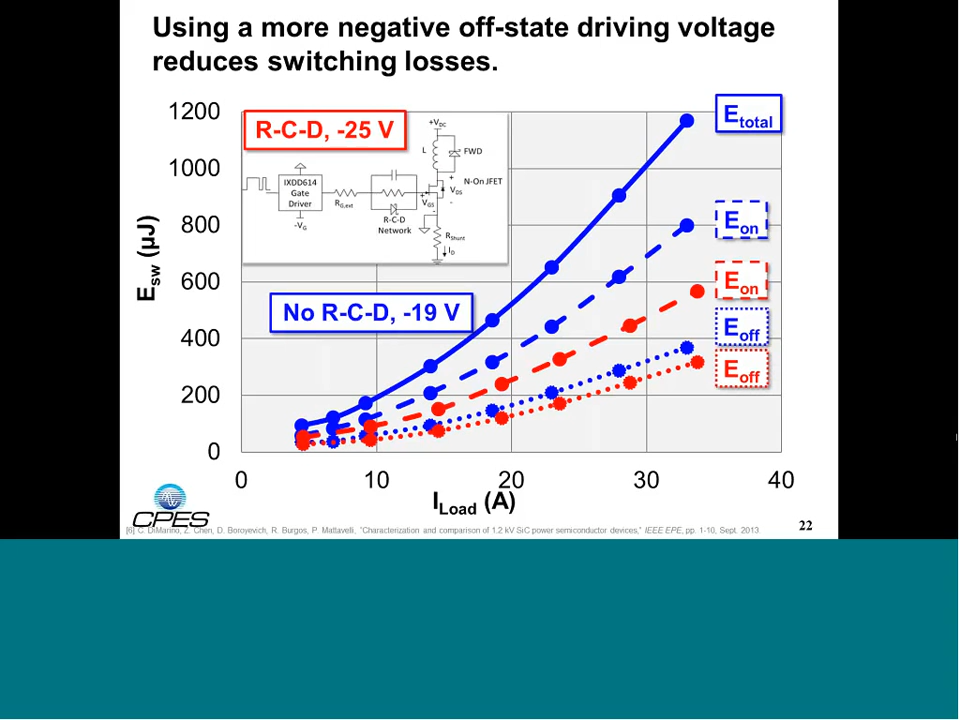 Using a more negative off-state driving voltage
reduces switching losses.
1200
1000
800
600
400
200
0
E_sw (µJ)
0 10 20 30 40
I_Load (A)
R-C-D, -25 V
No R-C-D, -19 V
IXDD614
Gate
Driver
-V_G
R_G,ext
R-C-D
Network
+V_DC
L
FWD
N-On JFET
+
V_DS
-
+
V_GS
-
R_Shunt
I_D
E_total
E_on
E_on
E_off
E_off
CPES
[6] C. DiMarino, Z. Chen, D. Boroyevich, R. Burgos, P. Mattavelli, "Characterization and comparison of 1.2 kV SiC power semiconductor devices," IEEE EPE, pp. 1-10, Sept. 2013
22